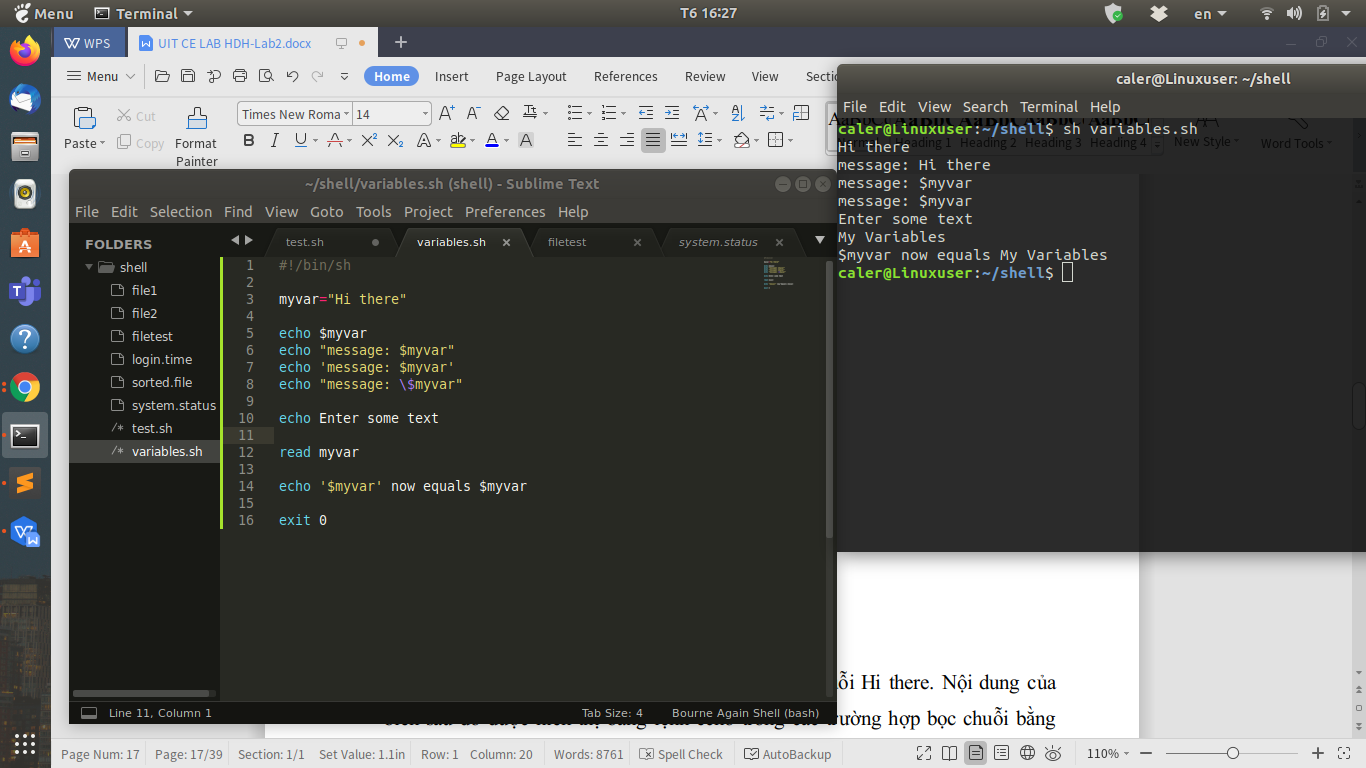 Menu Terminal T6 16:27 en
WPS UIT CE LAB HDH-Lab2.docx
Menu Home Insert Page Layout References Review View
Paste Cut Copy Format Painter
Times New Roma 14
New Style Word Tools
Heading 2 Heading 3 Heading 4
caler@Linuxuser: ~/shell
File Edit View Search Terminal Help
caler@Linuxuser:~/shell$ sh variables.sh
Hi there
message: Hi there
message: $myvar
message: $myvar
Enter some text
My Variables
$myvar now equals My Variables
caler@Linuxuser:~/shell$
~/shell/variables.sh (shell) - Sublime Text
File Edit Selection Find View Goto Tools Project Preferences Help
FOLDERS
shell
file1
file2
filetest
login.time
sorted.file
system.status
/* test.sh
/* variables.sh
test.sh variables.sh filetest system.status
1 #!/bin/sh
2
3 myvar="Hi there"
4
5 echo $myvar
6 echo "message: $myvar"
7 echo 'message: $myvar'
8 echo "message: \$myvar"
9
10 echo Enter some text
11
12 read myvar
13
14 echo '$myvar' now equals $myvar
15
16 exit 0
Line 11, Column 1 Tab Size: 4 Bourne Again Shell (bash)
Hi there. Nội dung của
trường hợp bọc chuỗi bằng
Page Num: 17 Page: 17/39 Section: 1/1 Set Value: 1.1in Row: 1 Column: 20 Words: 8761 Spell Check AutoBackup 110%